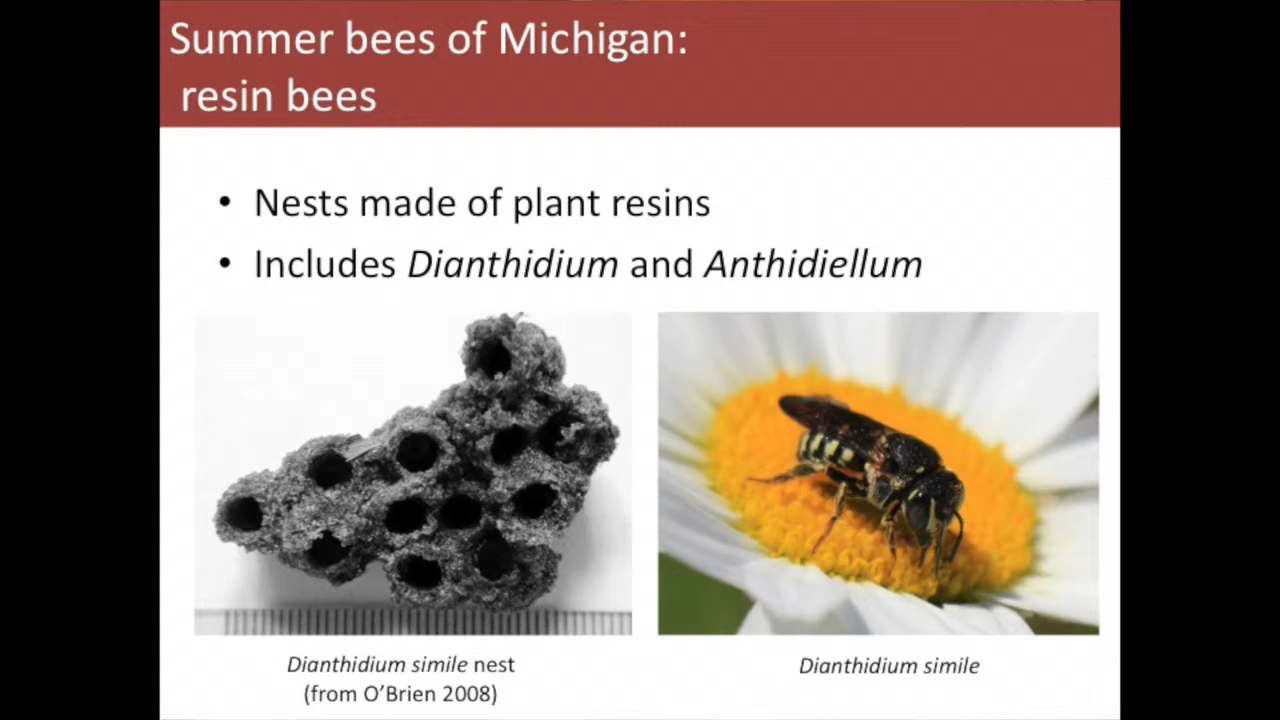 Summer bees of Michigan:
resin bees
• Nests made of plant resins
• Includes Dianthidium and Anthidiellum
Dianthidium simile nest
(from O’Brien 2008)
Dianthidium simile